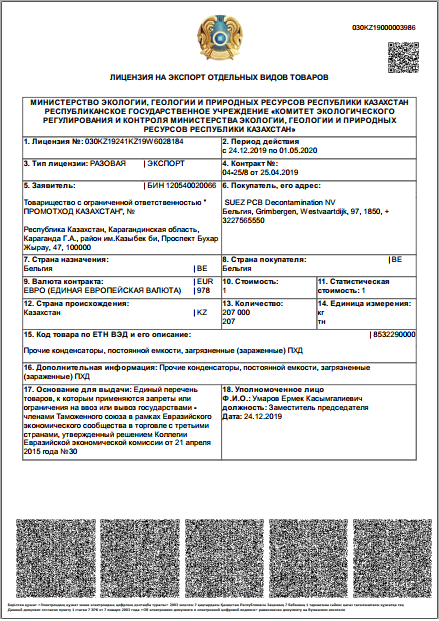 030KZ19000003986
ЛИЦЕНЗИЯ НА ЭКСПОРТ ОТДЕЛЬНЫХ ВИДОВ ТОВАРОВ
МИНИСТЕРСТВО ЭКОЛОГИИ, ГЕОЛОГИИ И ПРИРОДНЫХ РЕСУРСОВ РЕСПУБЛИКИ КАЗАХСТАН
РЕСПУБЛИКАНСКОЕ ГОСУДАРСТВЕННОЕ УЧРЕЖДЕНИЕ «КОМИТЕТ ЭКОЛОГИЧЕСКОГО
РЕГУЛИРОВАНИЯ И КОНТРОЛЯ МИНИСТЕРСТВА ЭКОЛОГИИ, ГЕОЛОГИИ И ПРИРОДНЫХ
РЕСУРСОВ РЕСПУБЛИКИ КАЗАХСТАН»
1. Лицензия №: 030KZ19241KZ19W6028184
2. Период действия
с 24.12.2019 по 01.05.2020
3. Тип лицензии: РАЗОВАЯ | ЭКСПОРТ
4. Контракт №:
04-25/8 от 25.04.2019
5. Заявитель: | БИН 120540020066
Товарищество с ограниченной ответственностью "
ПРОМОТХОД КАЗАХСТАН", №
Республика Казахстан, Карагандинская область,
Караганда Г.А., район им.Казыбек би, Проспект Бухар
Жырау, 47, 100000
6. Покупатель, его адрес:
SUEZ PCB Decontamination NV
Бельгия, Grimbergen, Westvaartdijk, 97, 1850, +
3227565550
7. Страна назначения:
Бельгия | BE
8. Страна покупателя: | BE
Бельгия
9. Валюта контракта: | EUR
ЕВРО (ЕДИНАЯ ЕВРОПЕЙСКАЯ ВАЛЮТА) | 978
10. Стоимость:
1
11. Статистическая
стоимость: 1
12. Страна происхождения:
Казахстан | KZ
13. Количество:
207 000
207
14. Единица измерения:
кг
тн
15. Код товара по ЕТН ВЭД и его описание: | 8532290000
Прочие конденсаторы, постоянной емкости, загрязненные (зараженные) ПХД
16. Дополнительная информация: Прочие конденсаторы, постоянной емкости, загрязненные
(зараженные) ПХД
17. Основание для выдачи: Единый перечень
товаров, к которым применяются запреты или
ограничения на ввоз или вывоз государствами -
членами Таможенного союза в рамках Евразийского
экономического сообщества в торговле с третьими
странами, утвержденный решением Коллегии
Евразийской экономической комиссии от 21 апреля
2015 года №30
18. Уполномоченное лицо
Ф.И.О.: Умаров Ермек Касымгалиевич
должность: Заместитель председателя
Дата: 24.12.2019